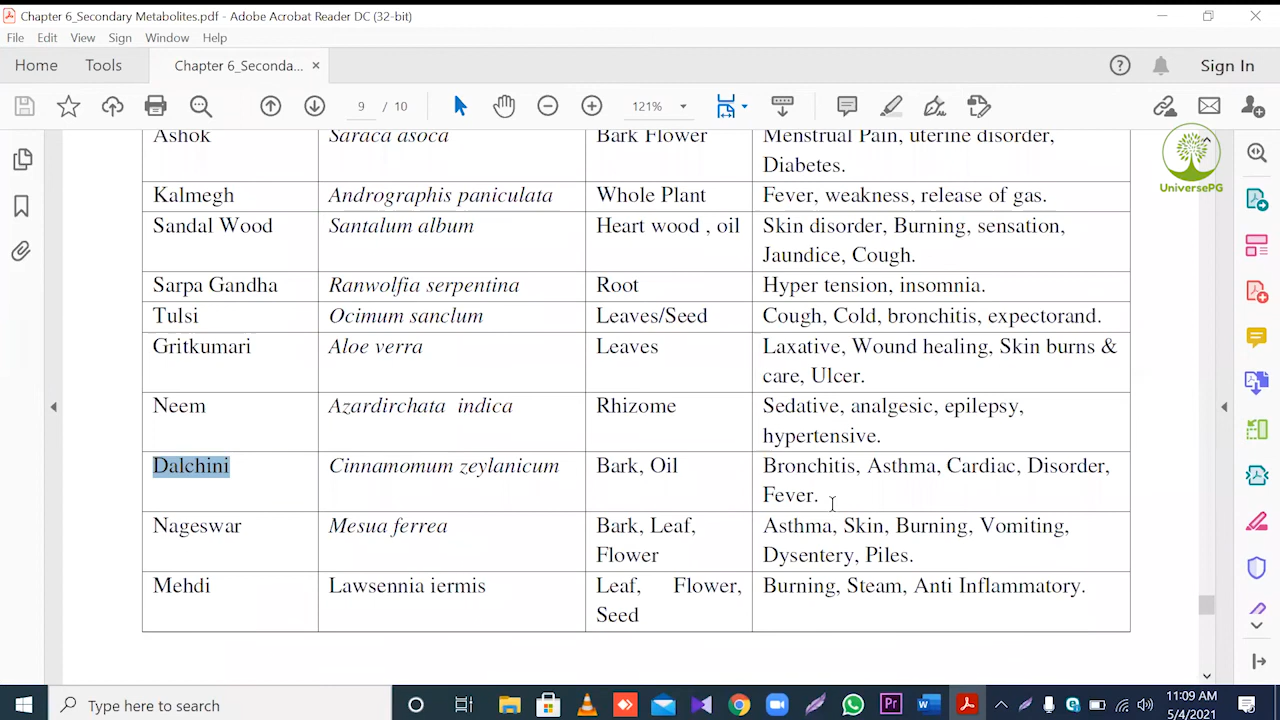 Chapter 6_Secondary Metabolites.pdf - Adobe Acrobat Reader DC (32-bit)
File Edit View Sign Window Help
Home Tools Chapter 6_Seconda... × Sign In
9 / 10 121%
Ashok Saraca asoca Bark Flower Menstrual Pain, uterine disorder,
Diabetes.
UniversePG
Kalmegh Andrographis paniculata Whole Plant Fever, weakness, release of gas.
Sandal Wood Santalum album Heart wood , oil Skin disorder, Burning, sensation,
Jaundice, Cough.
Sarpa Gandha Ranwolfia serpentina Root Hyper tension, insomnia.
Tulsi Ocimum sanclum Leaves/Seed Cough, Cold, bronchitis, expectorand.
Gritkumari Aloe verra Leaves Laxative, Wound healing, Skin burns &
care, Ulcer.
Neem Azardirchata indica Rhizome Sedative, analgesic, epilepsy,
hypertensive.
Dalchini Cinnamomum zeylanicum Bark, Oil Bronchitis, Asthma, Cardiac, Disorder,
Fever.
Nageswar Mesua ferrea Bark, Leaf, Asthma, Skin, Burning, Vomiting,
Flower Dysentery, Piles.
Mehdi Lawsennia iermis Leaf, Flower, Burning, Steam, Anti Inflammatory.
Seed
Type here to search
11:09 AM
5/4/2021